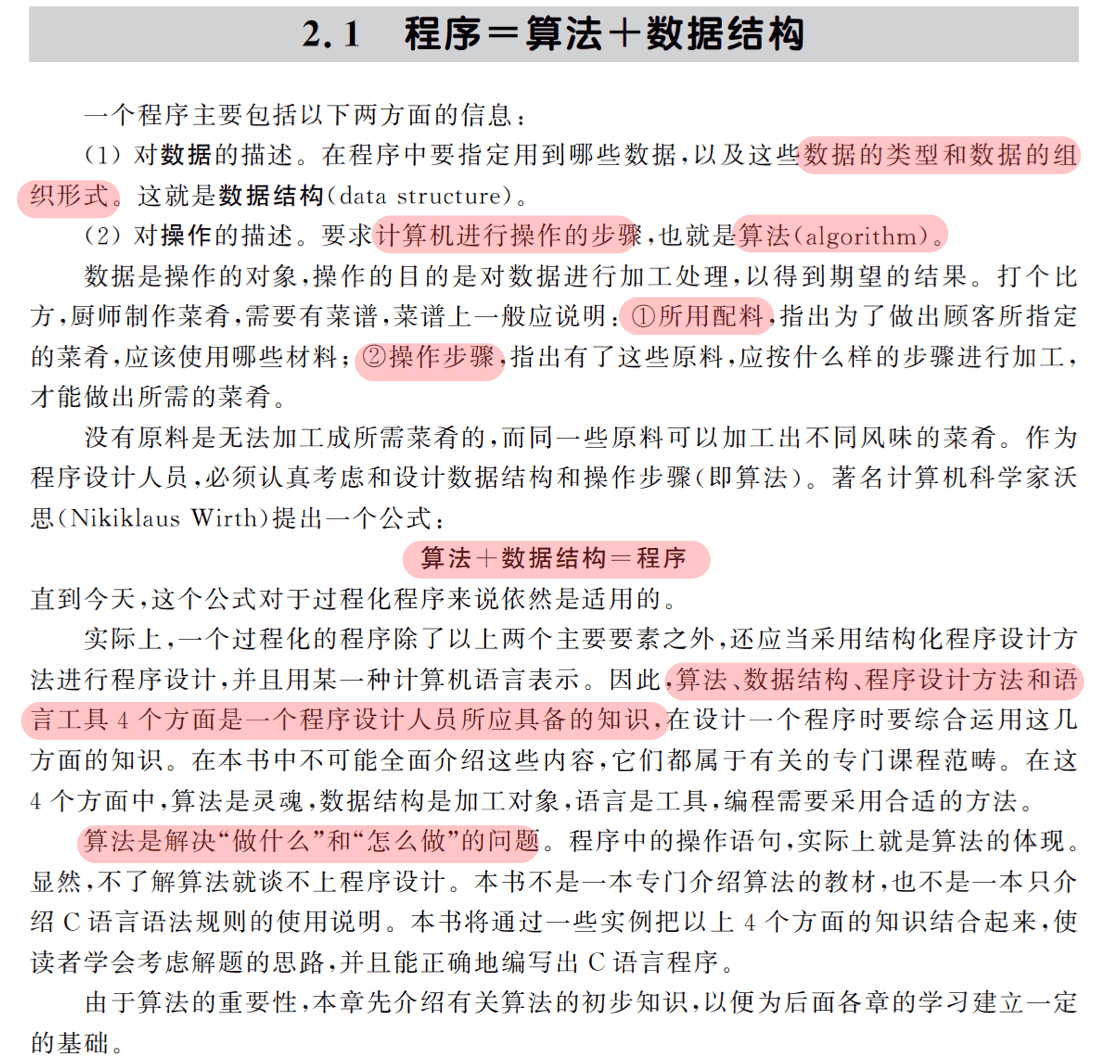 2.1 程序＝算法＋数据结构
一个程序主要包括以下两方面的信息：
(1) 对数据的描述。在程序中要指定用到哪些数据，以及这些数据的类型和数据的组
织形式。这就是数据结构(data structure)。
(2) 对操作的描述。要求计算机进行操作的步骤，也就是算法(algorithm)。
数据是操作的对象，操作的目的是对数据进行加工处理，以得到期望的结果。打个比
方，厨师制作菜肴，需要有菜谱，菜谱上一般应说明：①所用配料，指出为了做出顾客所指定
的菜肴，应该使用哪些材料；②操作步骤，指出有了这些原料，应按什么样的步骤进行加工，
才能做出所需的菜肴。
没有原料是无法加工成所需菜肴的，而同一些原料可以加工出不同风味的菜肴。作为
程序设计人员，必须认真考虑和设计数据结构和操作步骤(即算法)。著名计算机科学家沃
思(Nikiklaus Wirth)提出一个公式：
算法＋数据结构＝程序
直到今天，这个公式对于过程化程序来说依然是适用的。
实际上，一个过程化的程序除了以上两个主要要素之外，还应当采用结构化程序设计方
法进行程序设计，并且用某一种计算机语言表示。因此，算法、数据结构、程序设计方法和语
言工具4个方面是一个程序设计人员所应具备的知识，在设计一个程序时要综合运用这几
方面的知识。在本书中不可能全面介绍这些内容，它们都属于有关的专门课程范畴。在这
4个方面中，算法是灵魂，数据结构是加工对象，语言是工具，编程需要采用合适的方法。
算法是解决“做什么”和“怎么做”的问题。程序中的操作语句，实际上就是算法的体现。
显然，不了解算法就谈不上程序设计。本书不是一本专门介绍算法的教材，也不是一本只介
绍C语言语法规则的使用说明。本书将通过一些实例把以上4个方面的知识结合起来，使
读者学会考虑解题的思路，并且能正确地编写出C语言程序。
由于算法的重要性，本章先介绍有关算法的初步知识，以便为后面各章的学习建立一定
的基础。